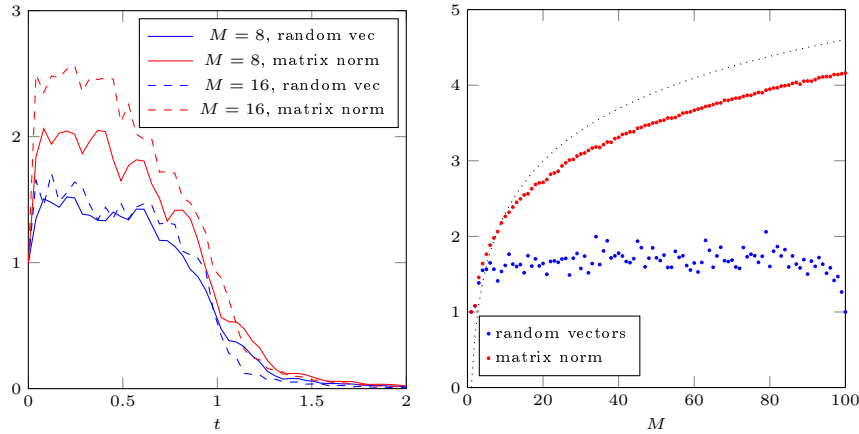 3
2
1
0
0
0.5
1
1.5
2
t
M = 8, random vec
M = 8, matrix norm
M = 16, random vec
M = 16, matrix norm
5
4
3
2
1
0
0
20
40
60
80
100
M
random vectors
matrix norm